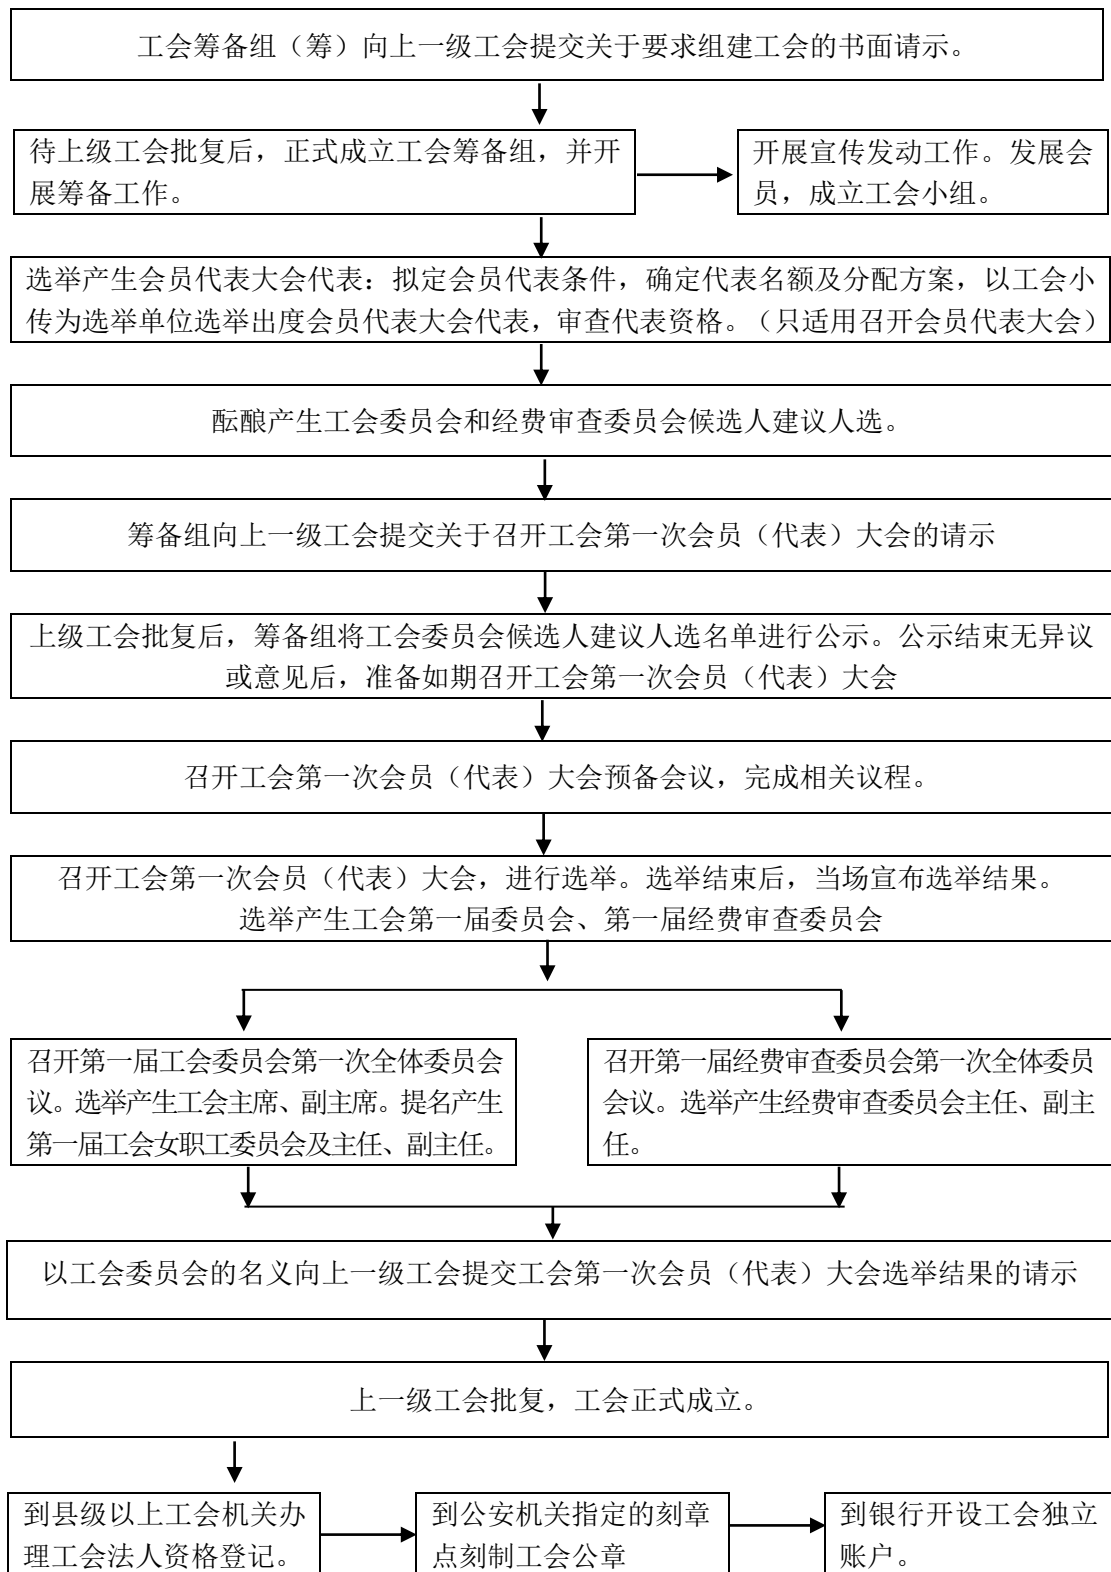 工会筹备组（筹）向上一级工会提交关于要求组建工会的书面请示。
待上级工会批复后，正式成立工会筹备组，并开
展筹备工作。
开展宣传发动工作。发展会
员，成立工会小组。
选举产生会员代表大会代表：拟定会员代表条件，确定代表名额及分配方案，以工会小
传为选举单位选举出度会员代表大会代表，审查代表资格。（只适用召开会员代表大会）
酝酿产生工会委员会和经费审查委员会候选人建议人选。
筹备组向上一级工会提交关于召开工会第一次会员（代表）大会的请示
上级工会批复后，筹备组将工会委员会候选人建议人选名单进行公示。公示结束无异议
或意见后，准备如期召开工会第一次会员（代表）大会
召开工会第一次会员（代表）大会预备会议，完成相关议程。
召开工会第一次会员（代表）大会，进行选举。选举结束后，当场宣布选举结果。
选举产生工会第一届委员会、第一届经费审查委员会
召开第一届工会委员会第一次全体委员会
议。选举产生工会主席、副主席。提名产生
第一届工会女职工委员会及主任、副主任。
召开第一届经费审查委员会第一次全体委员
会议。选举产生经费审查委员会主任、副主
任。
以工会委员会的名义向上一级工会提交工会第一次会员（代表）大会选举结果的请示
上一级工会批复，工会正式成立。
到县级以上工会机关办
理工会法人资格登记。
到公安机关指定的刻章
点刻制工会公章
到银行开设工会独立
账户。